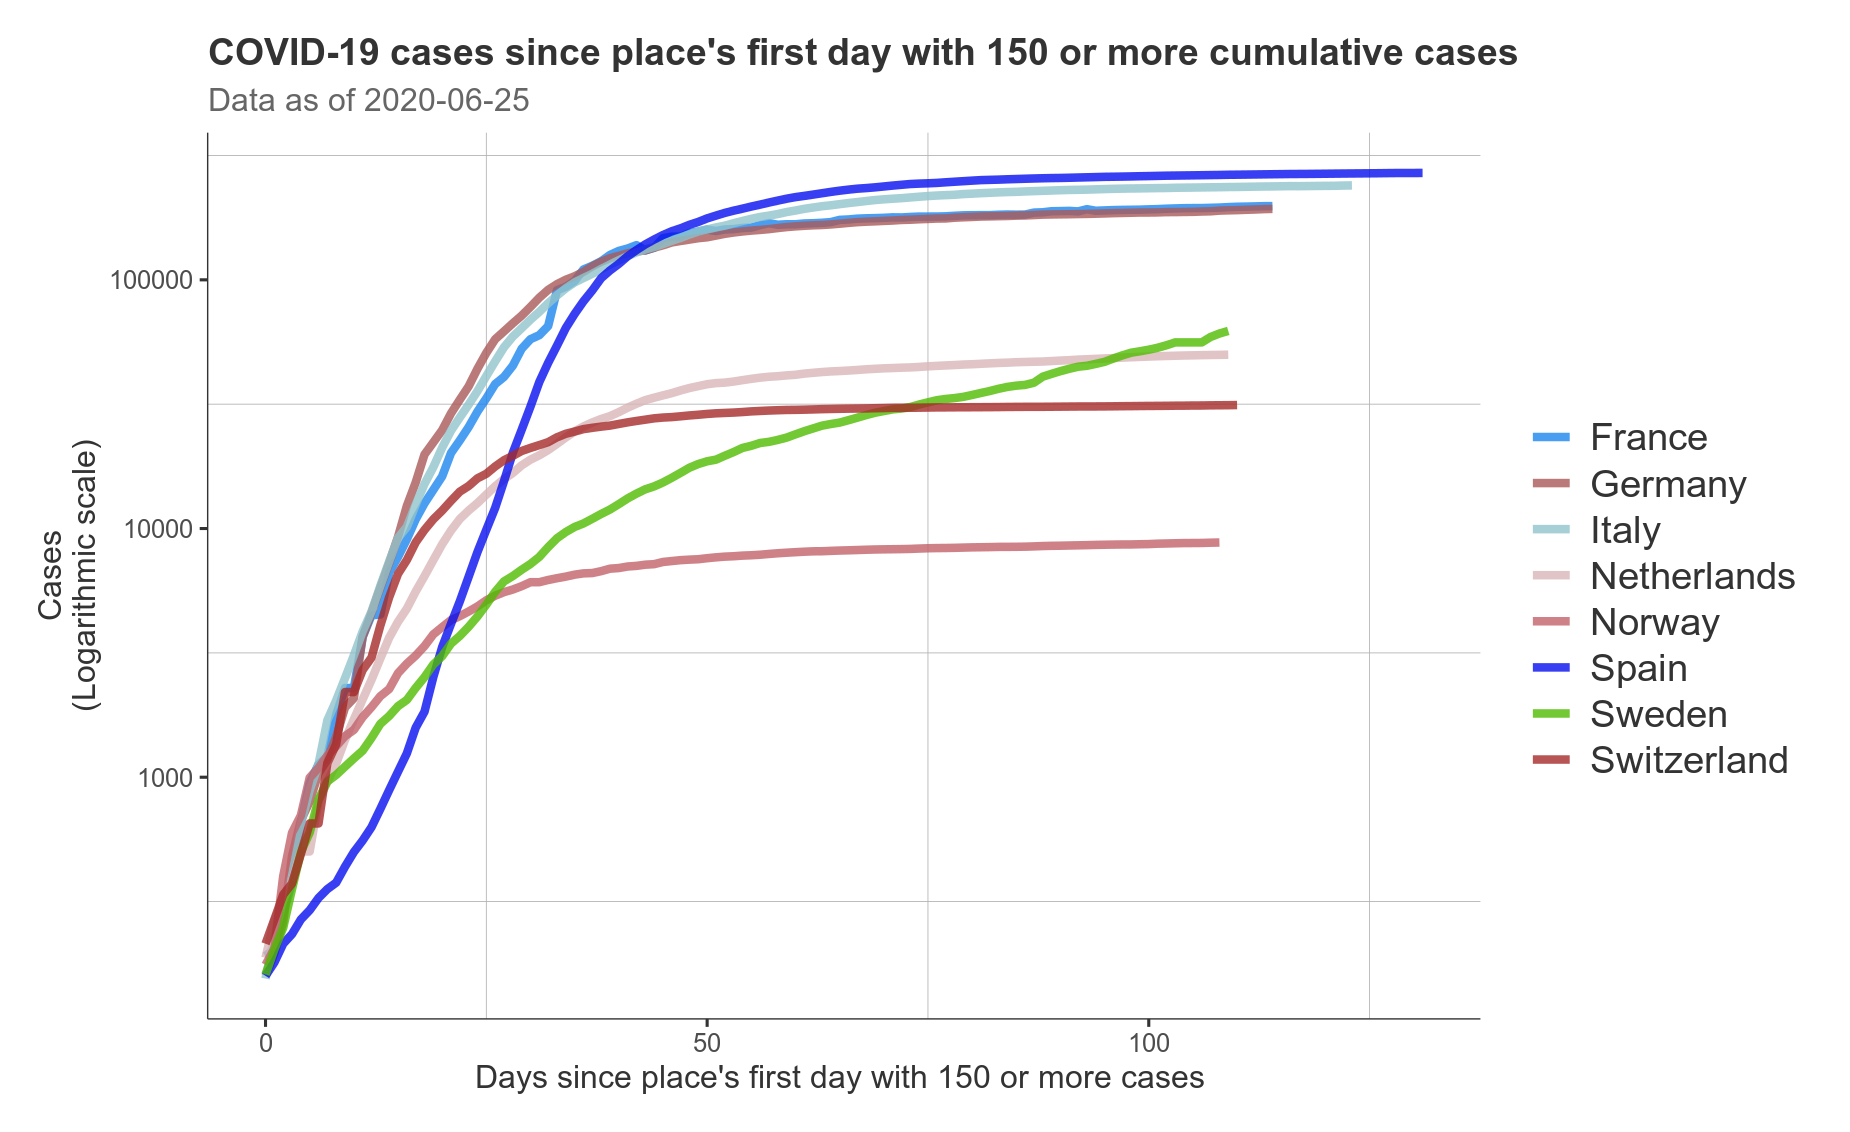 COVID-19 cases since place's first day with 150 or more cumulative cases
Data as of 2020-06-25
Cases
(Logarithmic scale)
100000
10000
1000
0
50
100
Days since place's first day with 150 or more cases
France
Germany
Italy
Netherlands
Norway
Spain
Sweden
Switzerland